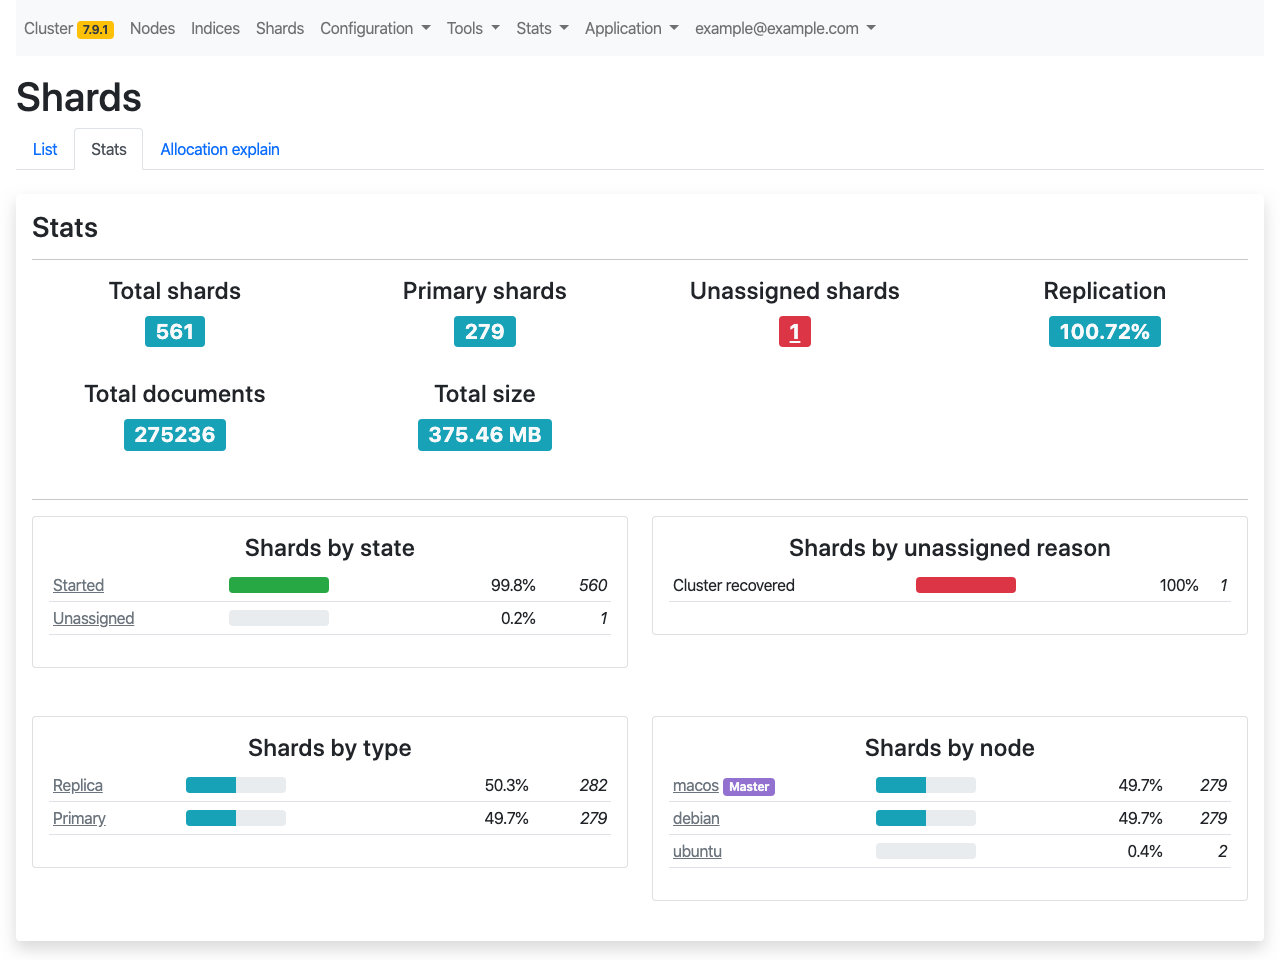 Cluster 7.9.1 Nodes Indices Shards Configuration Tools Stats Application example@example.com
Shards
List Stats Allocation explain
Stats
Total shards Primary shards Unassigned shards Replication
561 279 1 100.72%
Total documents Total size
275236 375.46 MB
Shards by state
Started 99.8% 560
Unassigned 0.2% 1
Shards by unassigned reason
Cluster recovered 100% 1
Shards by type
Replica 50.3% 282
Primary 49.7% 279
Shards by node
macos Master 49.7% 279
debian 49.7% 279
ubuntu 0.4% 2